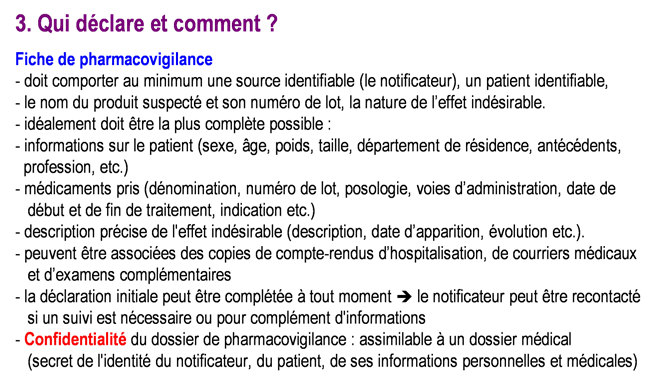 3. Qui déclare et comment ?
Fiche de pharmacovigilance
- doit comporter au minimum une source identifiable (le notificateur), un patient identifiable,
- le nom du produit suspecté et son numéro de lot, la nature de l'effet indésirable.
- idéalement doit être la plus complète possible :
- informations sur le patient (sexe, âge, poids, taille, département de résidence, antécédents,
profession, etc.)
- médicaments pris (dénomination, numéro de lot, posologie, voies d'administration, date de
début et de fin de traitement, indication etc.)
- description précise de l'effet indésirable (description, date d'apparition, évolution etc.).
- peuvent être associées des copies de compte-rendus d'hospitalisation, de courriers médicaux
et d'examens complémentaires
- la déclaration initiale peut être complétée à tout moment ➔ le notificateur peut être recontacté
si un suivi est nécessaire ou pour complément d'informations
- Confidentialité du dossier de pharmacovigilance : assimilable à un dossier médical
(secret de l'identité du notificateur, du patient, de ses informations personnelles et médicales)